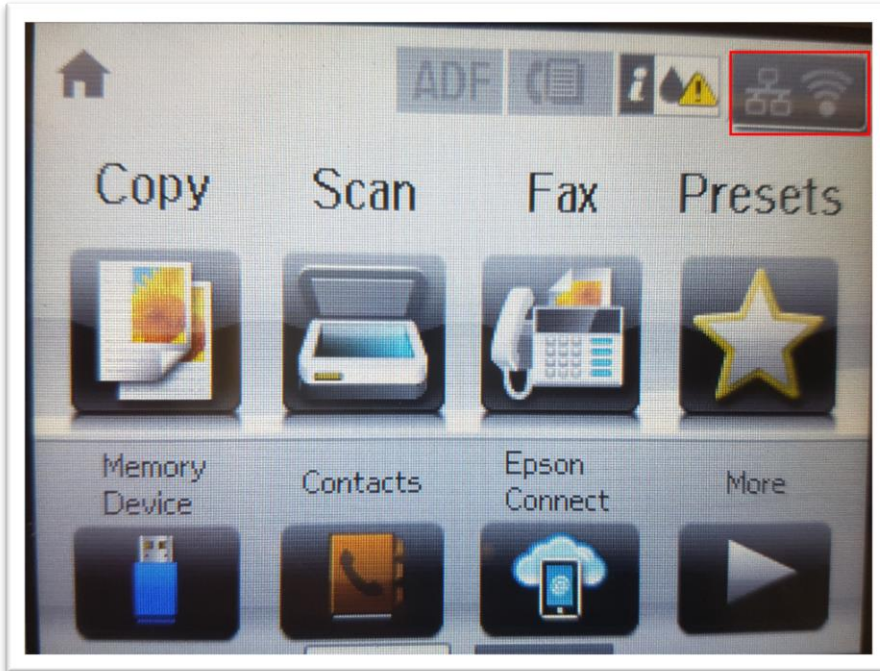 ADF
i
Copy Scan Fax Presets
Memory
Device
Contacts
Epson
Connect
More